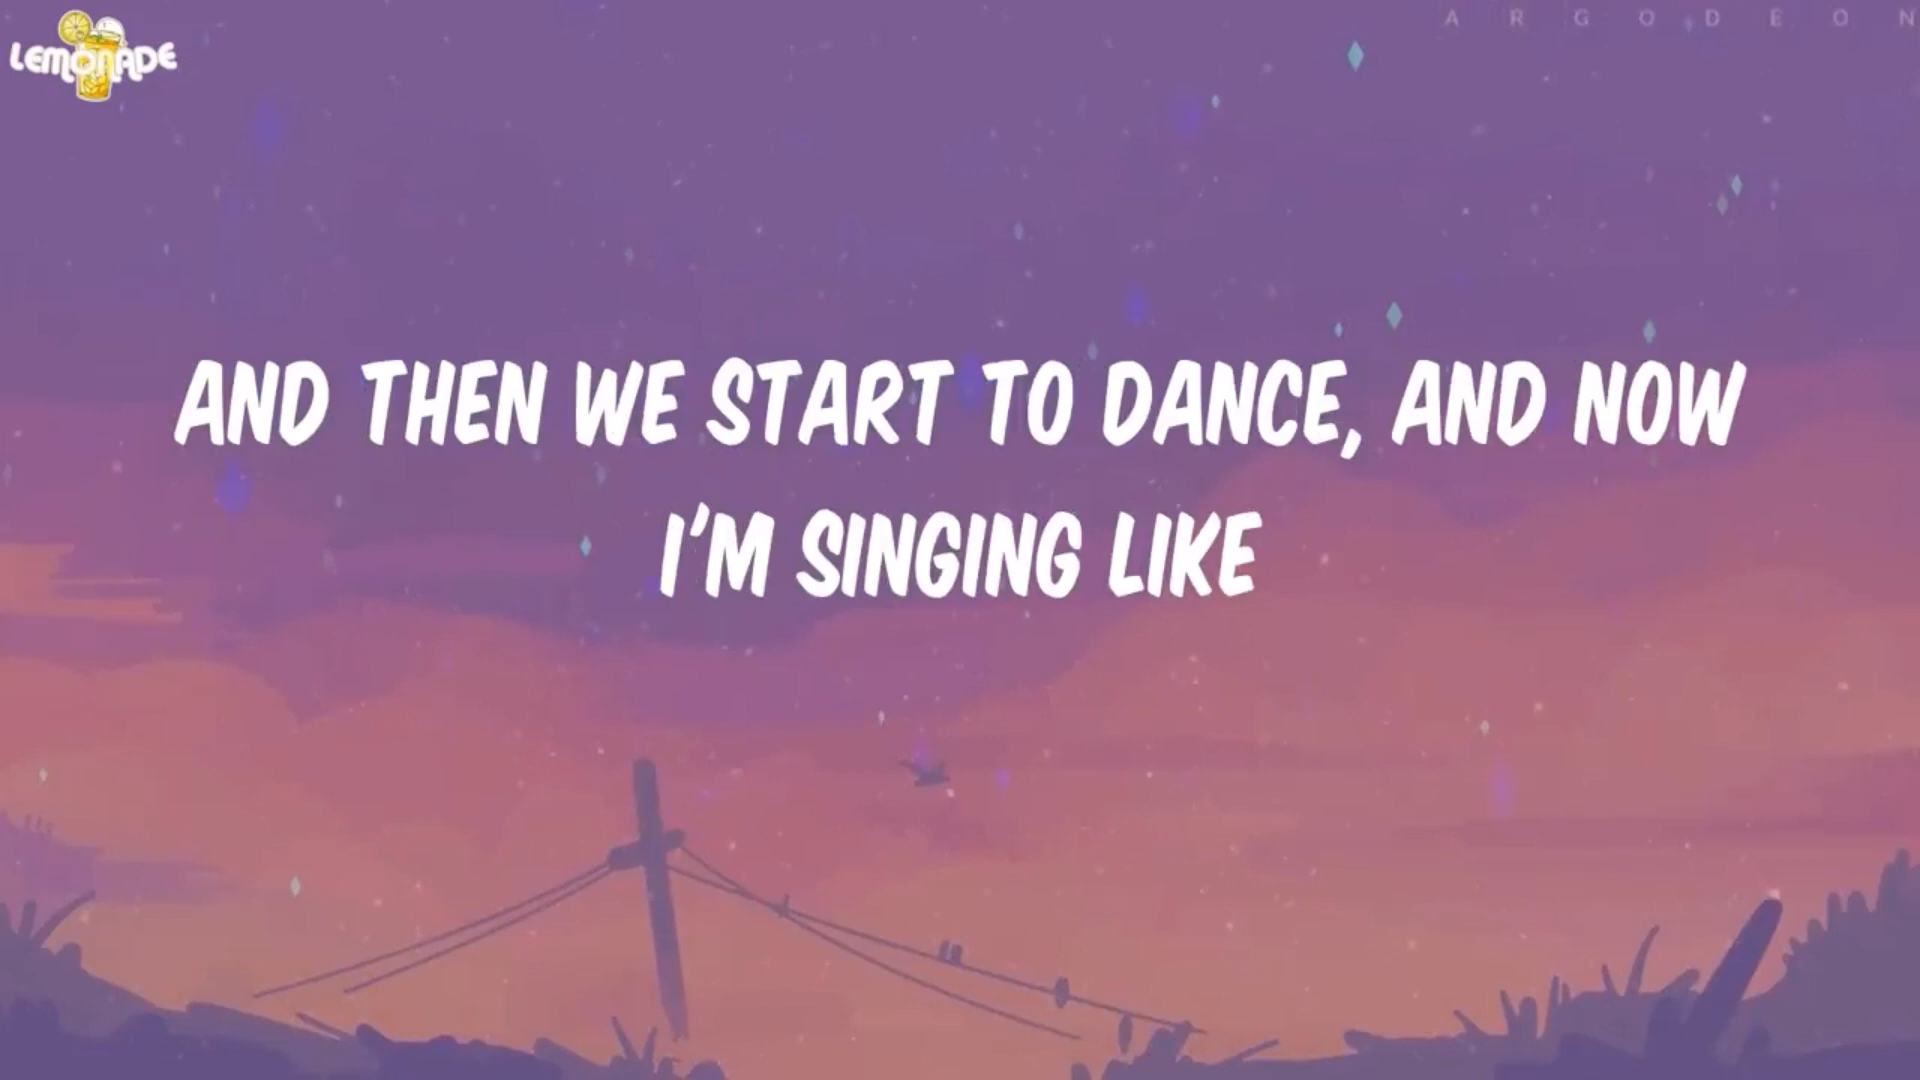 LEMONADE
ARGODEON
AND THEN WE START TO DANCE, AND NOW
I'M SINGING LIKE